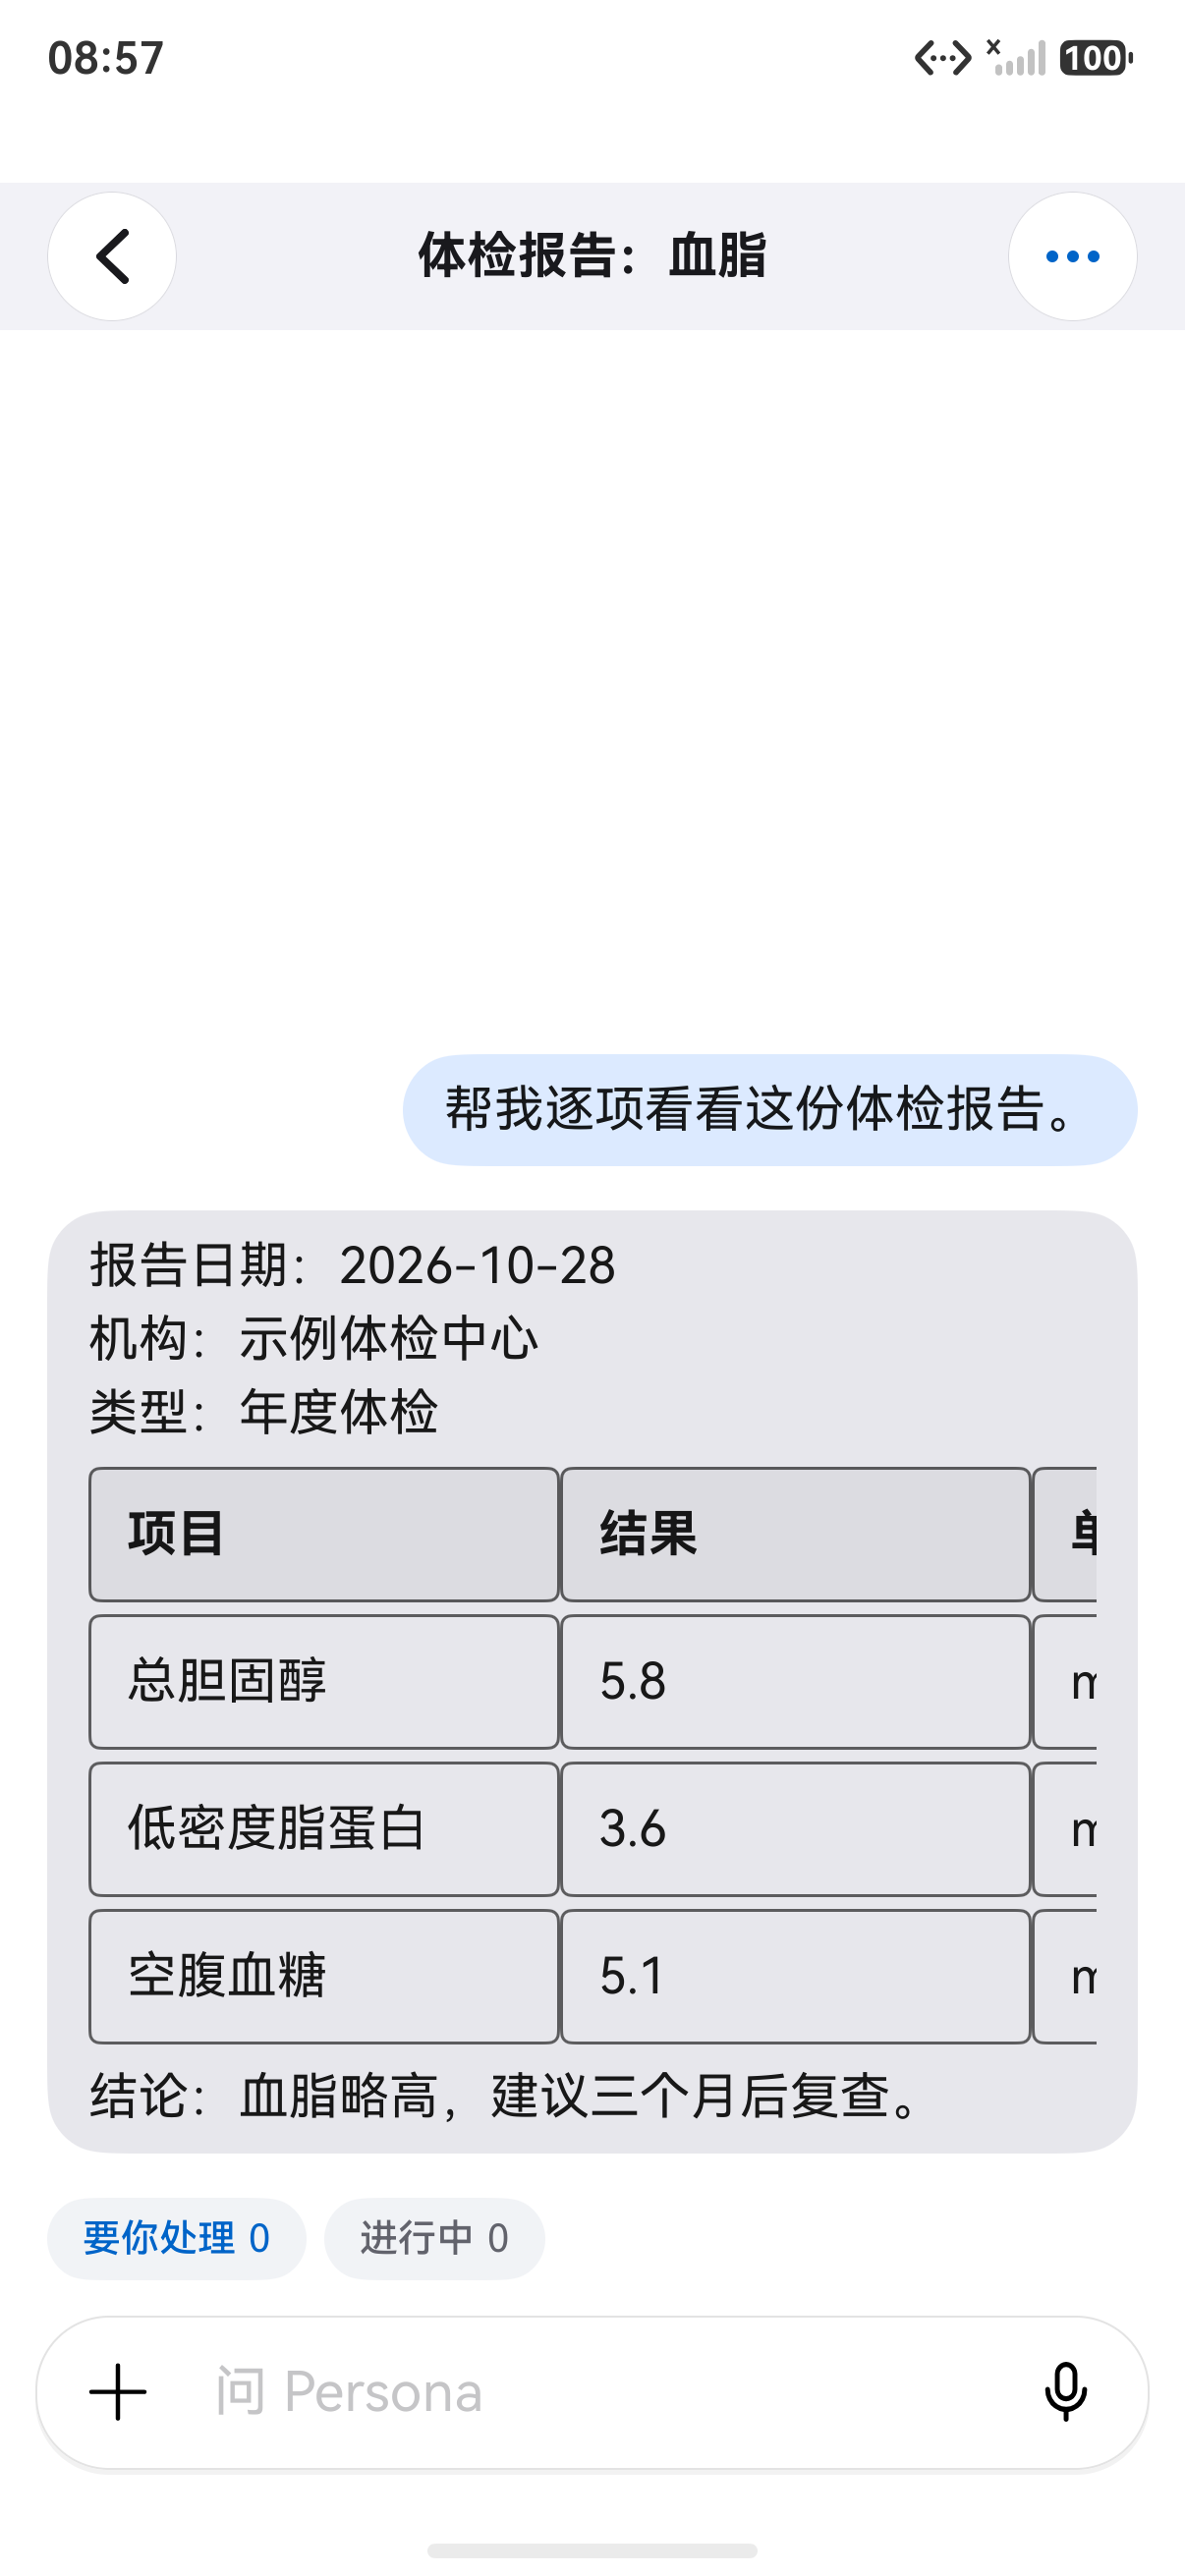 08:57
100
体检报告：血脂
帮我逐项看看这份体检报告。
报告日期：2026-10-28
机构：示例体检中心
类型：年度体检
项目 结果
总胆固醇 5.8
低密度脂蛋白 3.6
空腹血糖 5.1
结论：血脂略高，建议三个月后复查。
要你处理 0 进行中 0
问 Persona